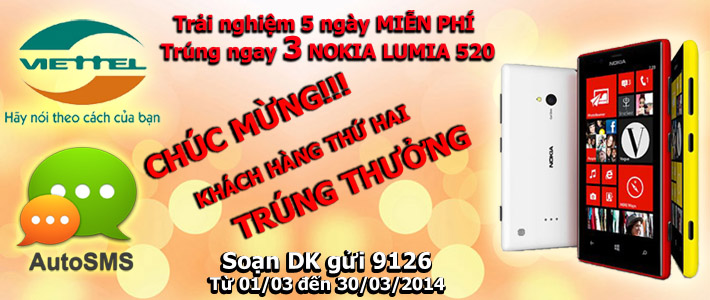 Trải nghiệm 5 ngày MIỄN PHÍ
Trúng ngay 3 NOKIA LUMIA 520
VIETTEL
Hãy nói theo cách của bạn
CHÚC MỪNG!!!
KHÁCH HÀNG THỨ HAI
TRÚNG THƯỞNG
AutoSMS
Soạn DK gửi 9126
Từ 01/03 đến 30/03/2014
NOKIA
NOKIA